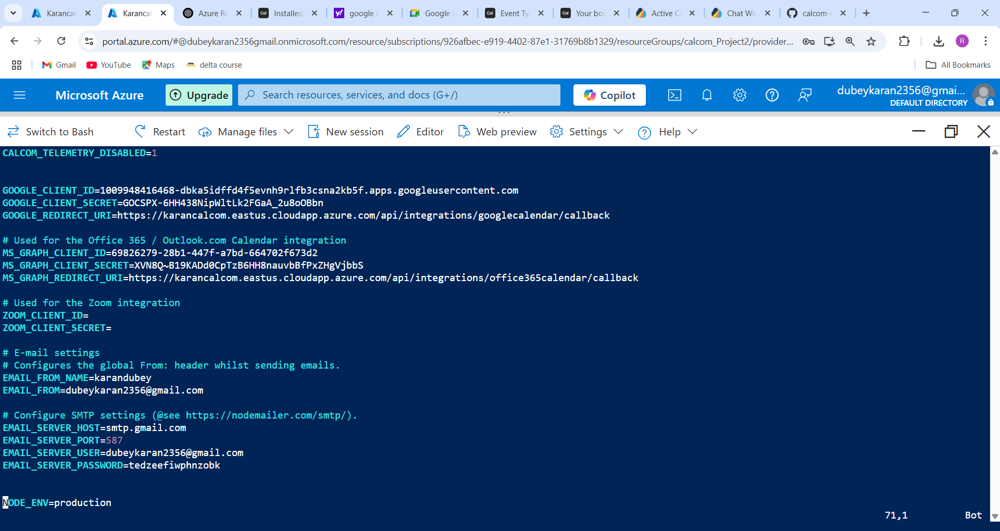 Karancal
Karancal
Azure Re
Installed
google r
Google M
Event Ty
Your boo
Active C
Chat Wid
calcom-
portal.azure.com/#@dubeykaran2356gmail.onmicrosoft.com/resource/subscriptions/926afbec-e919-4402-87e1-31769b8b1329/resourceGroups/calcom_Project2/provider...
R
Gmail
YouTube
Maps
delta course
All Bookmarks
Microsoft Azure
Upgrade
Search resources, services, and docs (G+/)
Copilot
dubeykaran2356@gmai...
DEFAULT DIRECTORY
Switch to Bash
Restart
Manage files
New session
Editor
Web preview
Settings
Help
CALCOM_TELEMETRY_DISABLED=1
GOOGLE_CLIENT_ID=1009948416468-dbka5idffd4f5evnh9rlfb3csna2kb5f.apps.googleusercontent.com
GOOGLE_CLIENT_SECRET=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
GOOGLE_REDIRECT_URI=https://karancalcom.eastus.cloudapp.azure.com/api/integrations/googlecalendar/callback
# Used for the Office 365 / Outlook.com Calendar integration
MS_GRAPH_CLIENT_ID=69826279-28b1-447f-a7bd-664702f673d2
MS_GRAPH_CLIENT_SECRET=XVN8Q~B19KADd0CpTzB6HH8nauvbBfPxZHgVjbbS
MS_GRAPH_REDIRECT_URI=https://karancalcom.eastus.cloudapp.azure.com/api/integrations/office365calendar/callback
# Used for the Zoom integration
ZOOM_CLIENT_ID=
ZOOM_CLIENT_SECRET=
# E-mail settings
# Configures the global From: header whilst sending emails.
EMAIL_FROM_NAME=karandubey
EMAIL_FROM=dubeykaran2356@gmail.com
# Configure SMTP settings (@see https://nodemailer.com/smtp/).
EMAIL_SERVER_HOST=smtp.gmail.com
EMAIL_SERVER_PORT=587
EMAIL_SERVER_USER=dubeykaran2356@gmail.com
EMAIL_SERVER_PASSWORD=tedzeefiwphnzobk
NODE_ENV=production
71,1 Bot